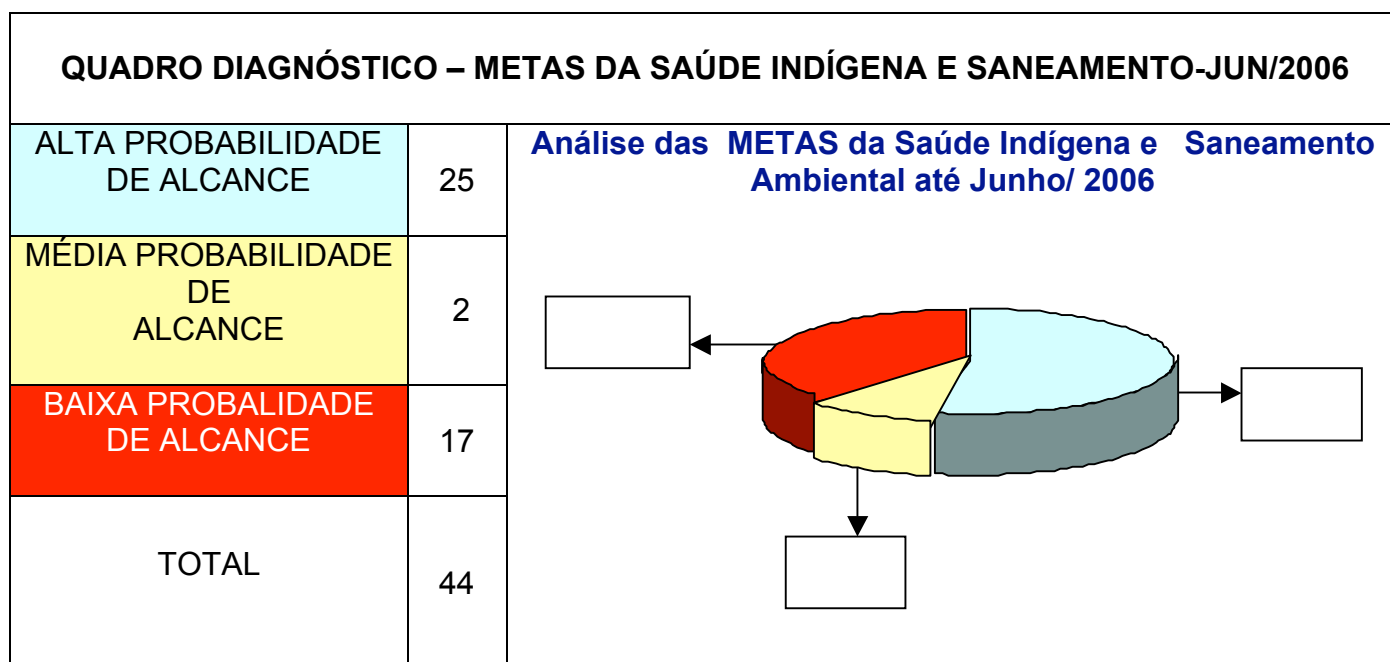 QUADRO DIAGNÓSTICO – METAS DA SAÚDE INDÍGENA E SANEAMENTO-JUN/2006
ALTA PROBABILIDADE
DE ALCANCE
25
MÉDIA PROBABILIDADE
DE
ALCANCE
2
BAIXA PROBALIDADE
DE ALCANCE
17
TOTAL
44
Análise das METAS da Saúde Indígena e Saneamento
Ambiental até Junho/ 2006